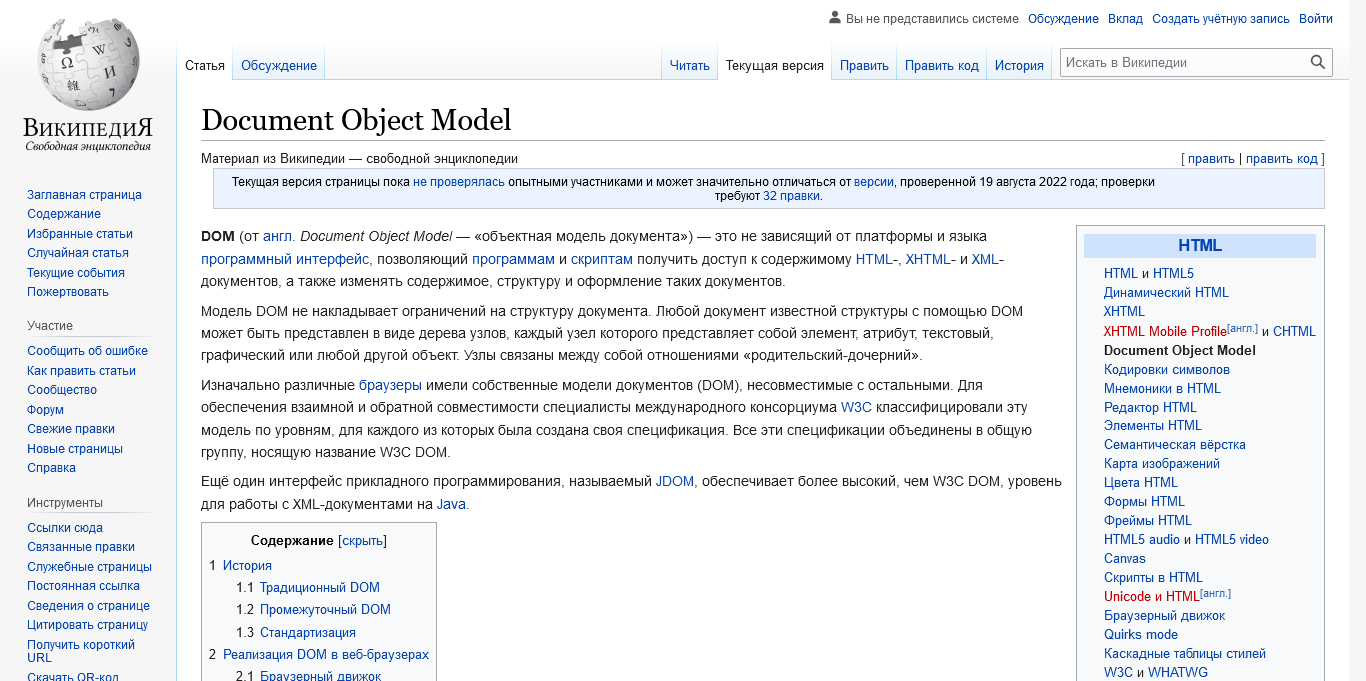 Вы не представились системе Обсуждение Вклад Создать учётную запись Войти
Статья Обсуждение Читать Текущая версия Править Править код История Искать в Википедии
ВИКИПЕДИЯ
Свободная энциклопедия
Заглавная страница
Содержание
Избранные статьи
Случайная статья
Текущие события
Пожертвовать
Участие
Сообщить об ошибке
Как править статьи
Сообщество
Форум
Свежие правки
Новые страницы
Справка
Инструменты
Ссылки сюда
Связанные правки
Служебные страницы
Постоянная ссылка
Сведения о странице
Цитировать страницу
Получить короткий
URL
Скачать QR-код
Document Object Model
Материал из Википедии — свободной энциклопедии [ править | править код ]
Текущая версия страницы пока не проверялась опытными участниками и может значительно отличаться от версии, проверенной 19 августа 2022 года; проверки
требуют 32 правки.
DOM (от англ. Document Object Model — «объектная модель документа») — это не зависящий от платформы и языка
программный интерфейс, позволяющий программам и скриптам получить доступ к содержимому HTML-, XHTML- и XML-
документов, а также изменять содержимое, структуру и оформление таких документов.
Модель DOM не накладывает ограничений на структуру документа. Любой документ известной структуры с помощью DOM
может быть представлен в виде дерева узлов, каждый узел которого представляет собой элемент, атрибут, текстовый,
графический или любой другой объект. Узлы связаны между собой отношениями «родительский-дочерний».
Изначально различные браузеры имели собственные модели документов (DOM), несовместимые с остальными. Для
обеспечения взаимной и обратной совместимости специалисты международного консорциума W3C классифицировали эту
модель по уровням, для каждого из которых была создана своя спецификация. Все эти спецификации объединены в общую
группу, носящую название W3C DOM.
Ещё один интерфейс прикладного программирования, называемый JDOM, обеспечивает более высокий, чем W3C DOM, уровень
для работы с XML-документами на Java.
Содержание [скрыть]
1 История
1.1 Традиционный DOM
1.2 Промежуточный DOM
1.3 Стандартизация
2 Реализация DOM в веб-браузерах
2.1 Браузерный движок
HTML
HTML и HTML5
Динамический HTML
XHTML
XHTML Mobile Profile[англ.] и CHTML
Document Object Model
Кодировки символов
Мнемоники в HTML
Редактор HTML
Элементы HTML
Семантическая вёрстка
Карта изображений
Цвета HTML
Формы HTML
Фреймы HTML
HTML5 audio и HTML5 video
Canvas
Скрипты в HTML
Unicode и HTML[англ.]
Браузерный движок
Quirks mode
Каскадные таблицы стилей
W3C и WHATWG